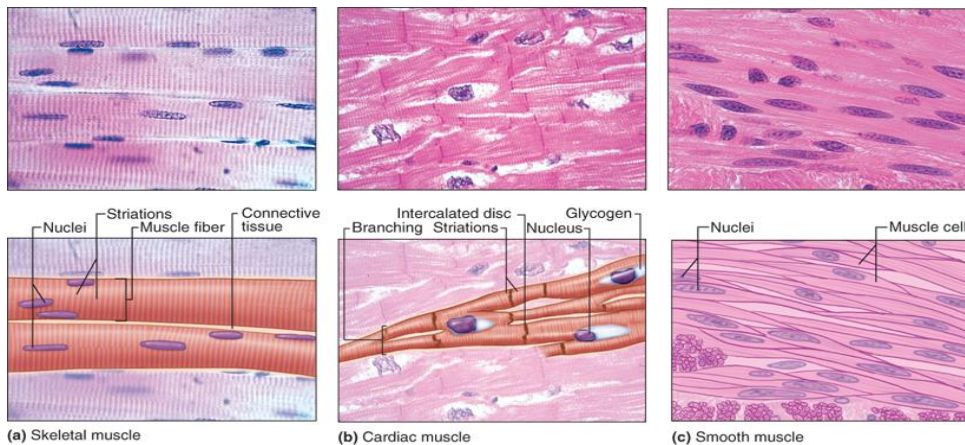 Striations
Nuclei
Muscle fiber
Connective
tissue
Intercalated disc
Glycogen
Branching
Striations
Nucleus
Nuclei
Muscle cell
(a) Skeletal muscle
(b) Cardiac muscle
(c) Smooth muscle